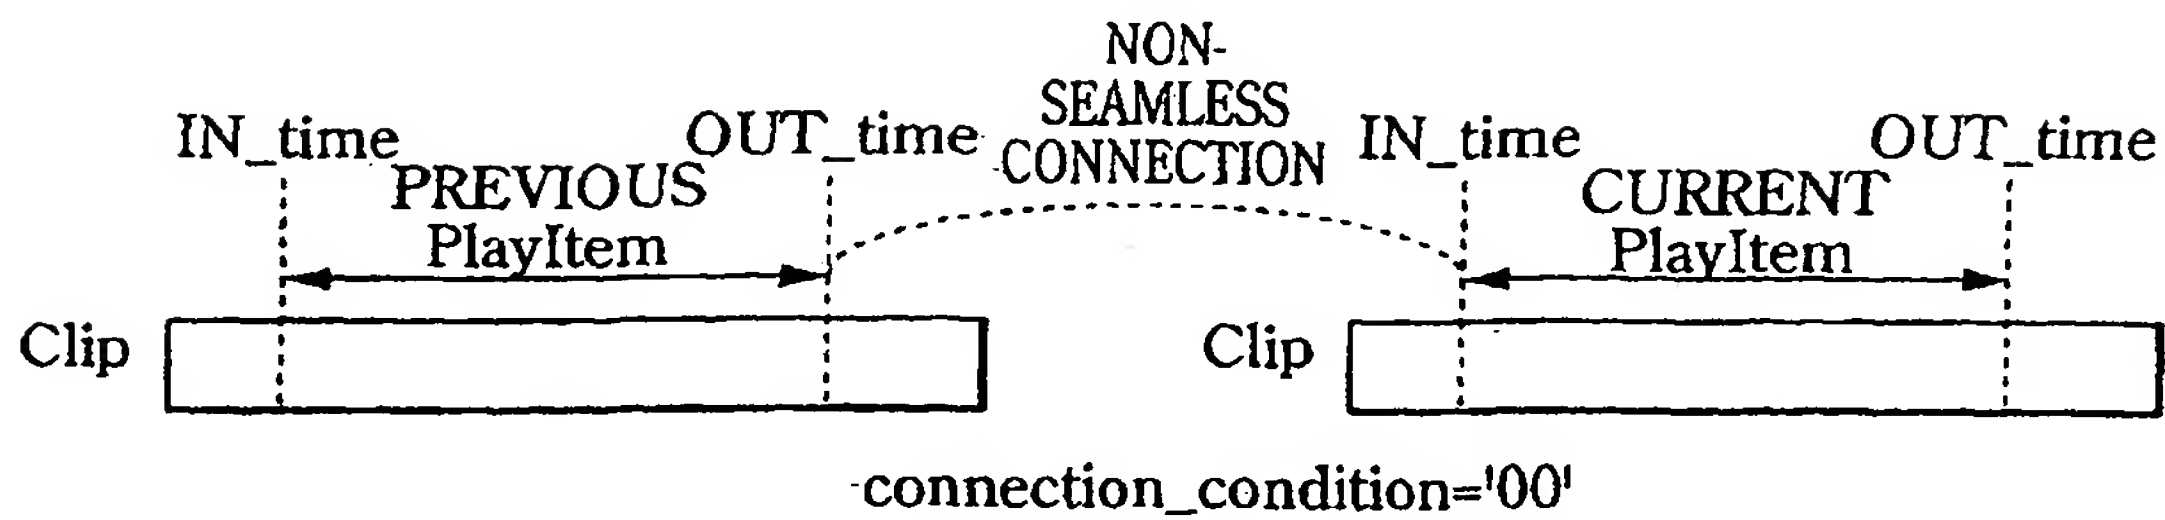 NON-
SEAMLESS
CONNECTION
IN_time
OUT_time
IN_time
OUT_time
PREVIOUS
PlayItem
CURRENT
PlayItem
Clip
Clip
connection_condition='00'